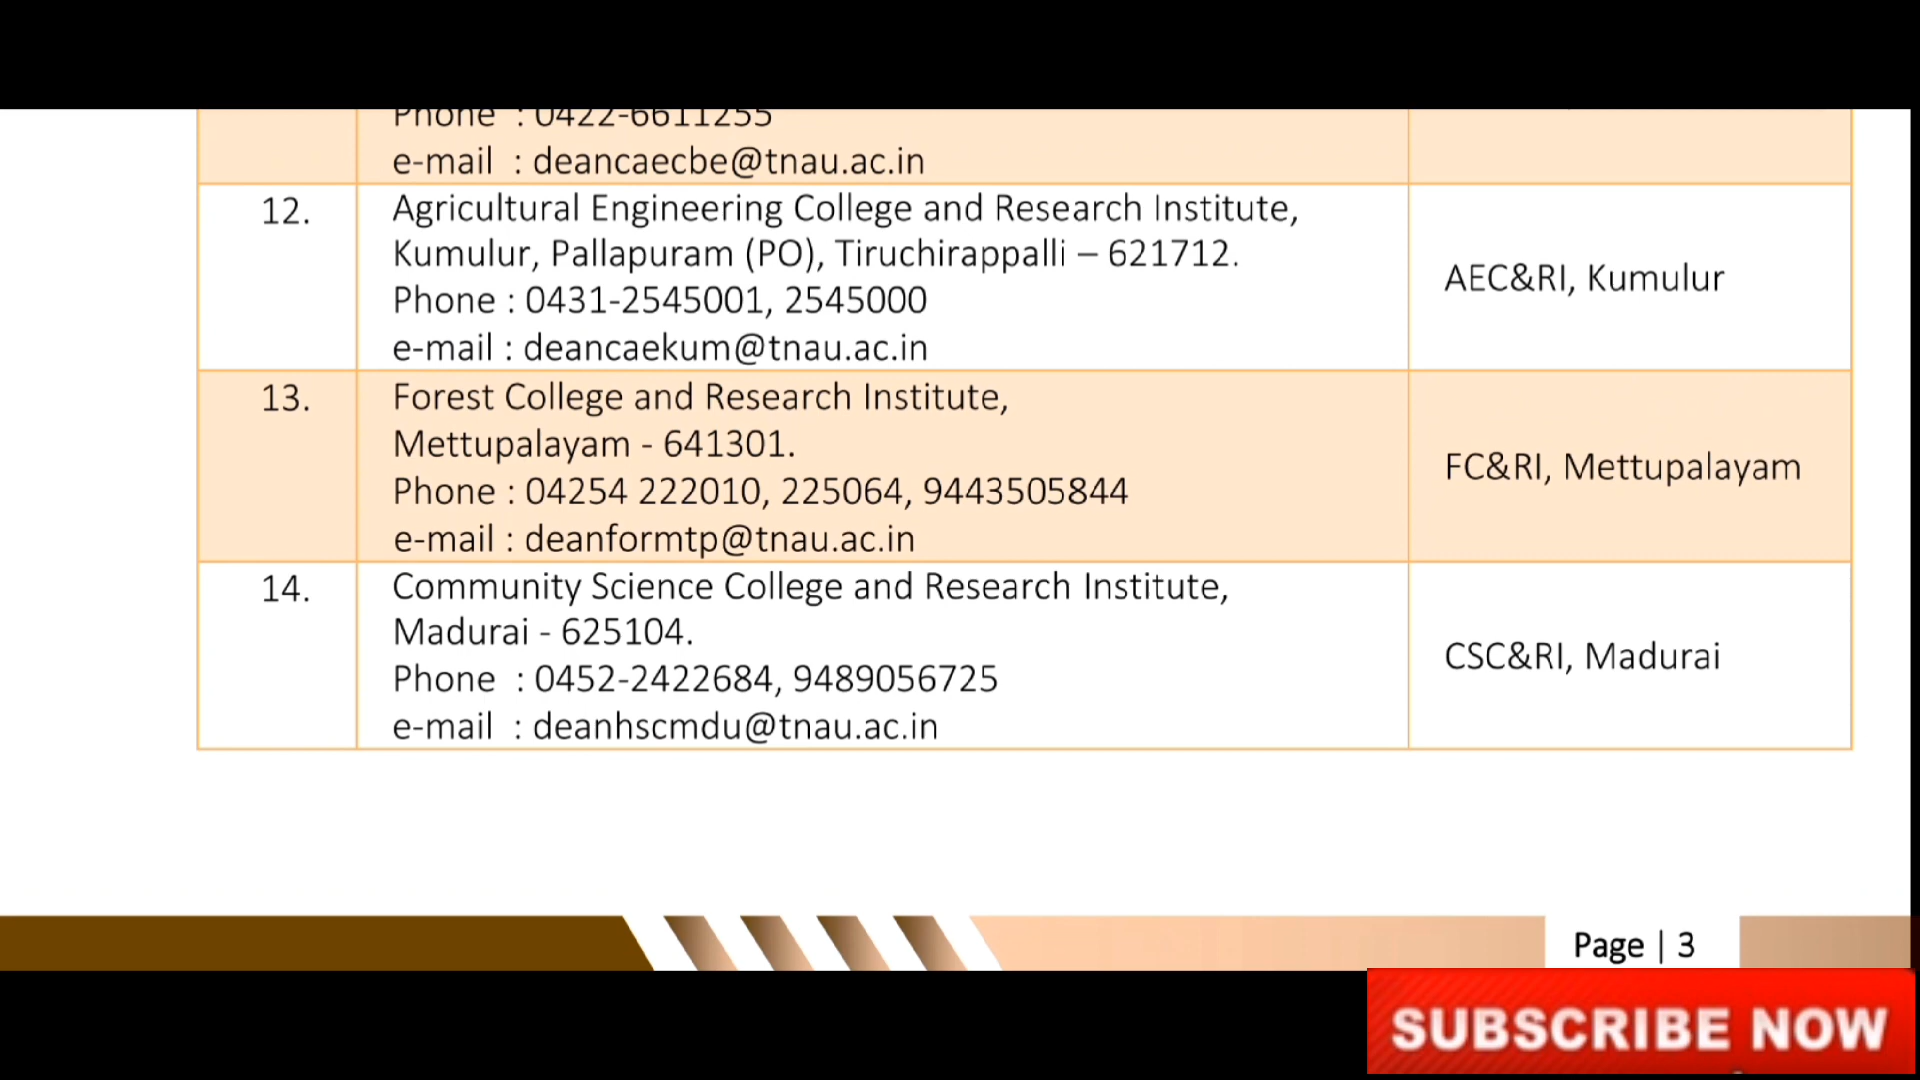 Phone : 0422-6611255
e-mail : deancaecbe@tnau.ac.in
12.
Agricultural Engineering College and Research Institute,
Kumulur, Pallapuram (PO), Tiruchirappalli – 621712.
Phone : 0431-2545001, 2545000
e-mail : deancaekum@tnau.ac.in
AEC&RI, Kumulur
13.
Forest College and Research Institute,
Mettupalayam - 641301.
Phone : 04254 222010, 225064, 9443505844
e-mail : deanformtp@tnau.ac.in
FC&RI, Mettupalayam
14.
Community Science College and Research Institute,
Madurai - 625104.
Phone : 0452-2422684, 9489056725
e-mail : deanhscmdu@tnau.ac.in
CSC&RI, Madurai
Page | 3
SUBSCRIBE NOW